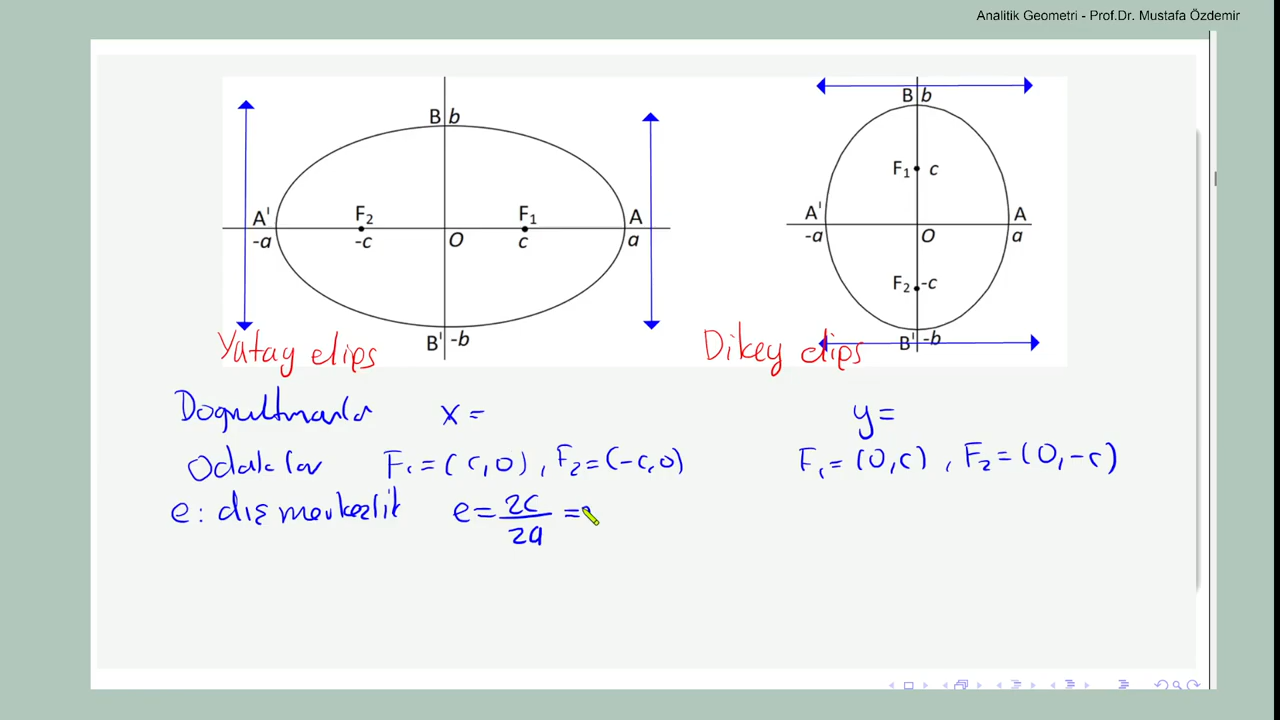 Analitik Geometri - Prof.Dr. Mustafa Özdemir
B b
A' F₂ F₁ A
-a -c O c a
B' -b
B b
F₁ c
A' A
-a O a
F₂ -c
B' -b
Yatay elips Dikey elips
Doğrultmanlar x = y =
Odaklar F₁ = (c,0), F₂ = (-c,0) F₁ = (0,c), F₂ = (0,-c)
e: dış merkezlik e = 2c/2a =